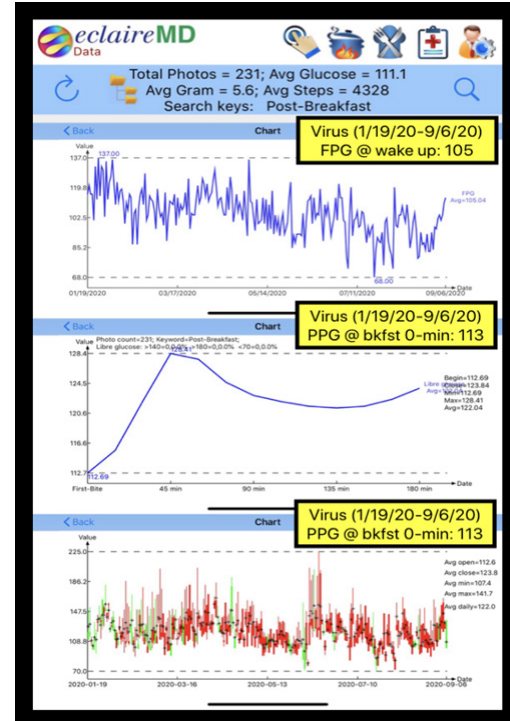 eclaireMD
Data
Total Photos = 231; Avg Glucose = 111.1
Avg Gram = 5.6; Avg Steps = 4328
Search keys: Post-Breakfast
Back
Chart
Virus (1/19/20-9/6/20)
FPG @ wake up: 105
Value
137.00
137.0
119.8
102.5
85.2
68.0
FPG
Avg=105.04
68.00
Date
01/19/2020 03/17/2020 05/14/2020 07/11/2020 09/06/2020
Back
Chart
Virus (1/19/20-9/6/20)
PPG @ bkfst 0-min: 113
Value
Photo count=231; Keyword=Post-Breakfast;
Libre glucose: >140=0,0.0% >180=0,0.0% <70=0,0.0%
128.41
128.4
124.5
120.6
116.6
112.7
112.69
Begin=112.69
Close=123.84
Min=112.69
Max=128.41
Avg=122.04
Date
First-Bite 45 min 90 min 135 min 180 min
Back
Chart
Virus (1/19/20-9/6/20)
PPG @ bkfst 0-min: 113
Value
225.0
186.2
147.5
108.8
70.0
Avg open=112.6
Avg close=123.8
Avg min=107.4
Avg max=141.7
Avg daily=122.0
Date
2020-01-19 2020-03-16 2020-05-13 2020-07-10 2020-09-06